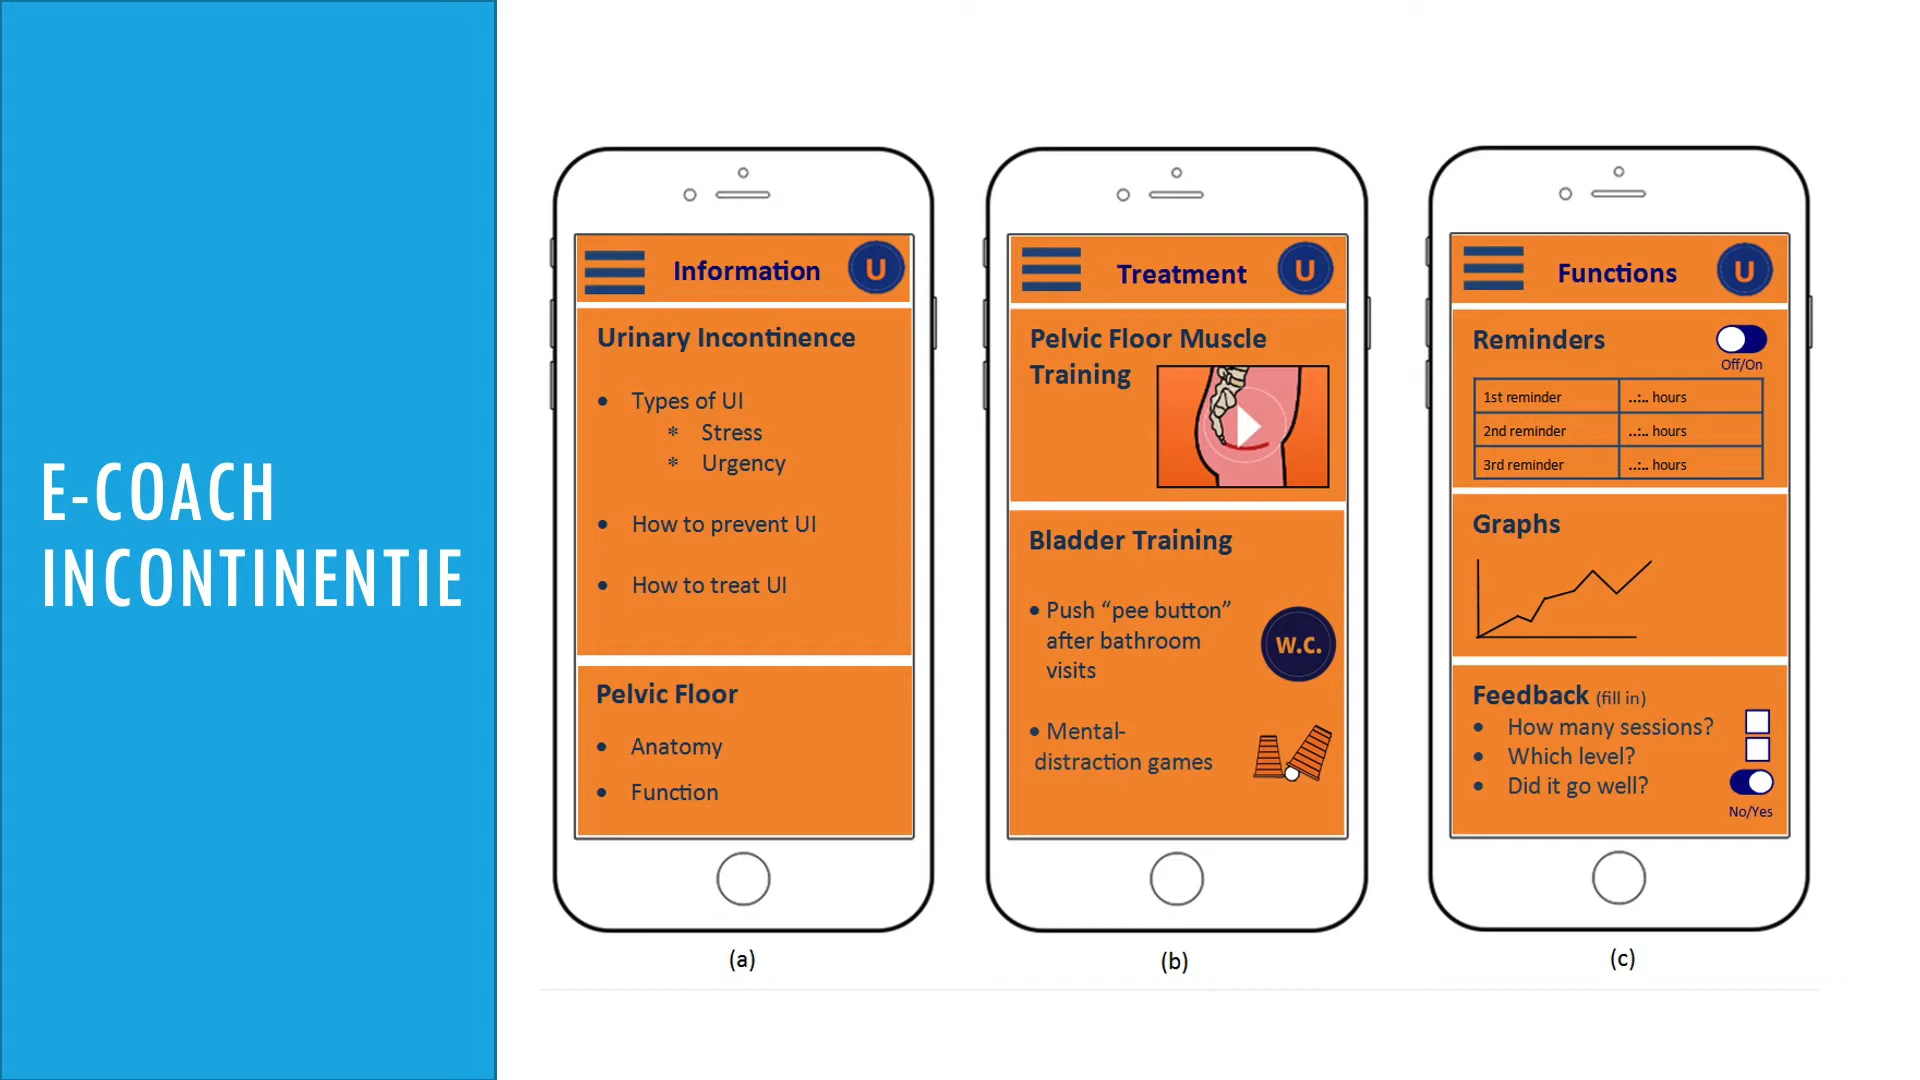 E-COACH
INCONTINENTIE
Information
U
Urinary Incontinence
• Types of UI
* Stress
* Urgency
• How to prevent UI
• How to treat UI
Pelvic Floor
• Anatomy
• Function
(a)
Treatment
U
Pelvic Floor Muscle
Training
Bladder Training
• Push “pee button”
after bathroom
visits
W.C.
• Mental-
distraction games
(b)
Functions
U
Reminders
Off/On
1st reminder ..:.. hours
2nd reminder ..:.. hours
3rd reminder ..:.. hours
Graphs
Feedback (fill in)
• How many sessions?
• Which level?
• Did it go well?
No/Yes
(c)